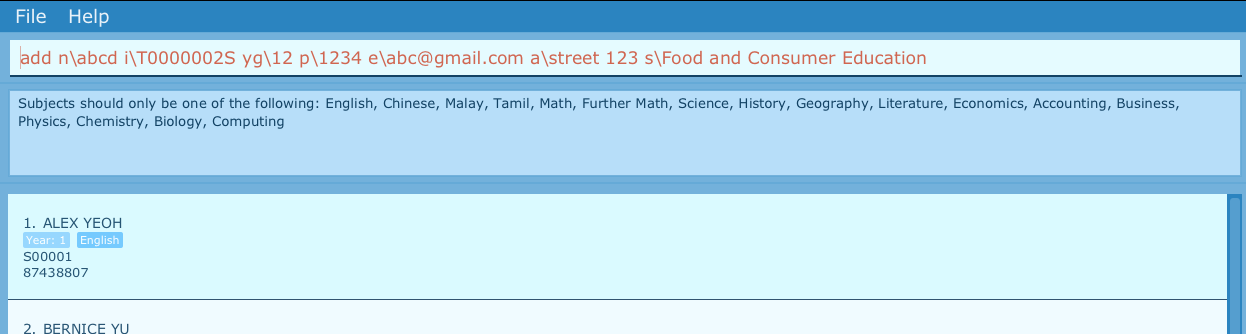 File Help
add n\abcd i\T0000002S yg\12 p\1234 e\abc@gmail.com a\street 123 s\Food and Consumer Education
Subjects should only be one of the following: English, Chinese, Malay, Tamil, Math, Further Math, Science, History, Geography, Literature, Economics, Accounting, Business,
Physics, Chemistry, Biology, Computing
1. ALEX YEOH
Year: 1 English
S00001
87438807
2. BERNICE YU